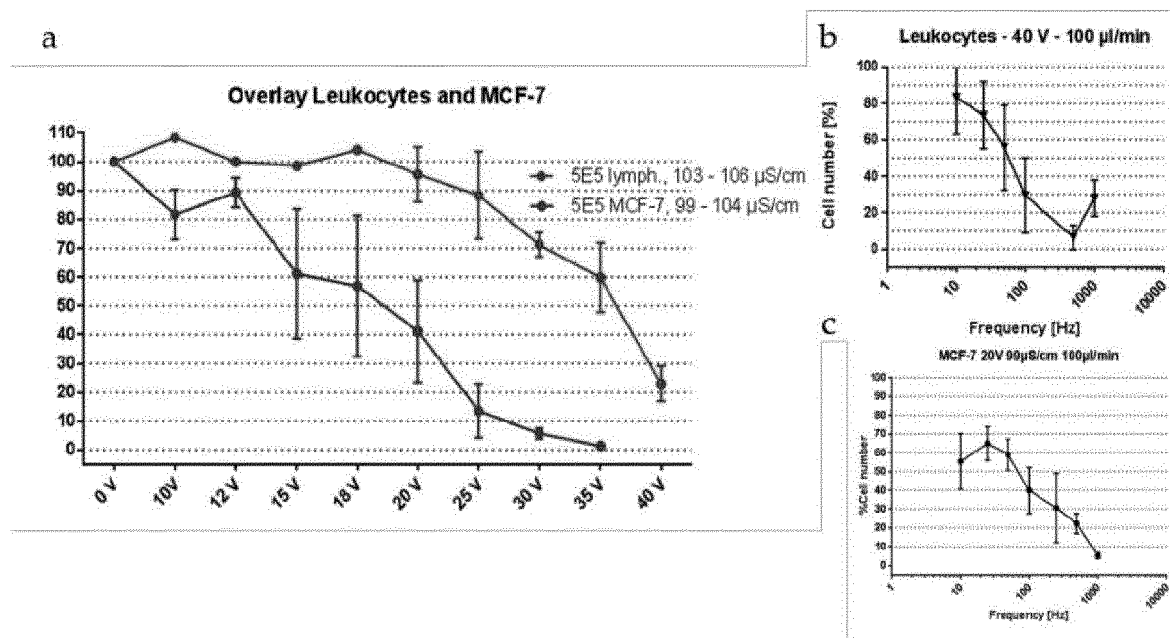 a
Overlay Leukocytes and MCF-7
110
100
90
80
70
60
50
40
30
20
10
0
5E5 lymph., 103 - 106 µS/cm
5E5 MCF-7, 99 - 104 µS/cm
0 V
10V
12 V
15 V
18 V
20 V
25 V
30 V
35 V
40 V
b
Leukocytes - 40 V - 100 µl/min
Cell number [%]
100
80
60
40
20
0
1
10
100
1000
10000
Frequency [Hz]
c
MCF-7 20V 90µS/cm 100µl/min
%Cell number
100
90
80
70
60
50
40
30
20
10
0
1
10
100
1000
10000
Frequency [Hz]